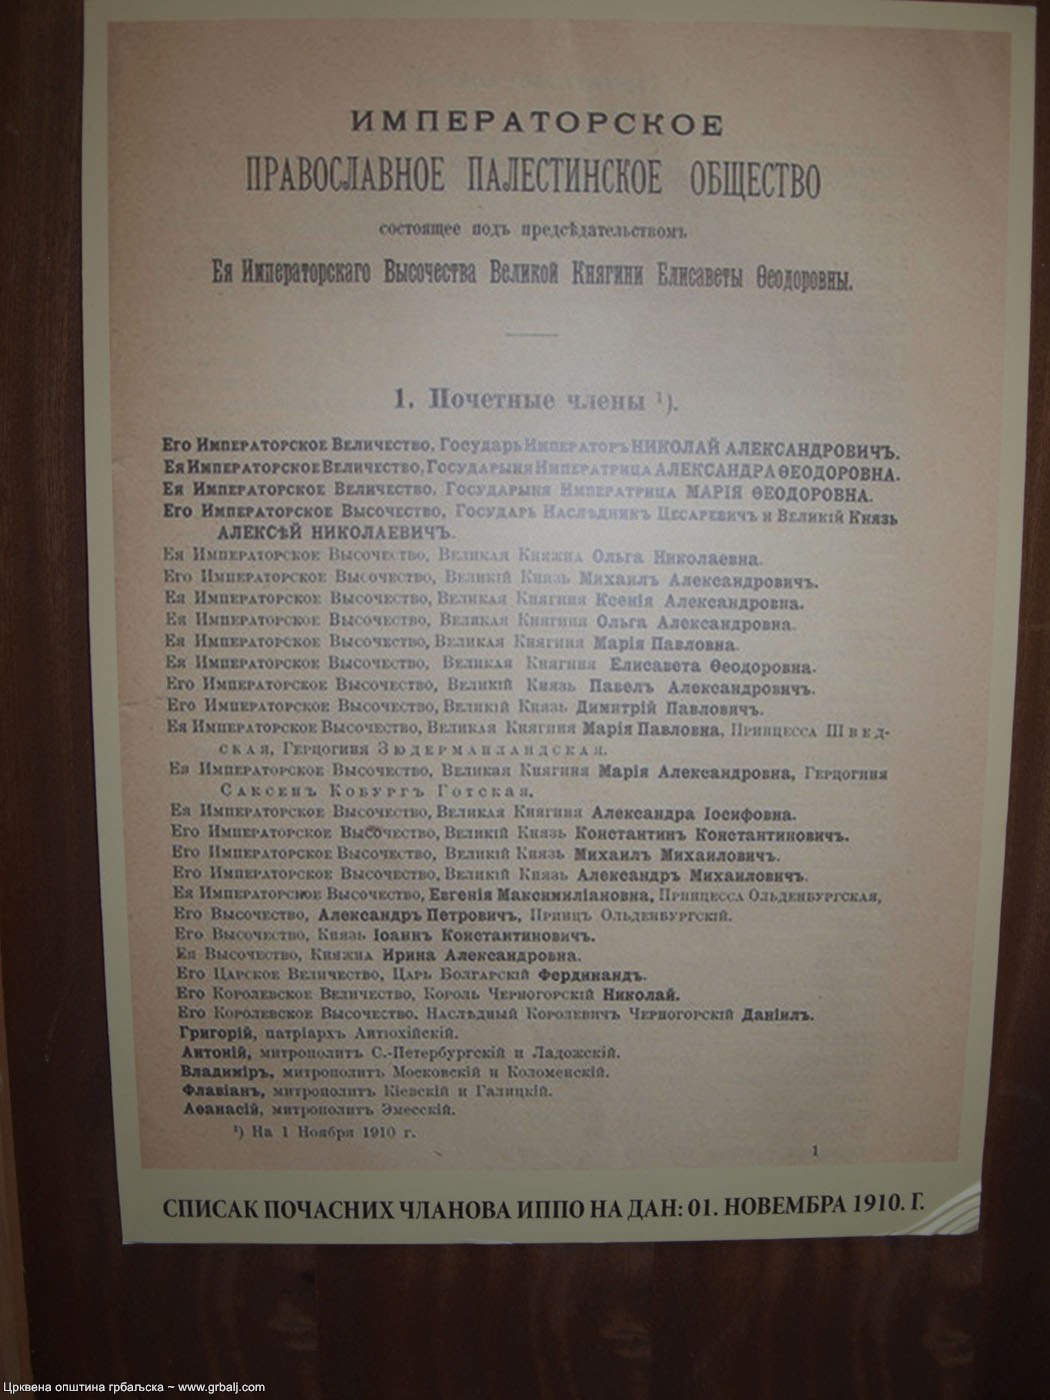 ИМПЕРАТОРСКОЕ
ПРАВОСЛАВНОЕ ПАЛЕСТИНСКОЕ ОБЩЕСТВО
состоящее подъ предсѣдательствомъ
Ея Императорскаго Высочества Великой Княгини Елисаветы Ѳеодоровны.
1. Почетные члены ¹).
Его Императорское Величество, Государь Императоръ НИКОЛАЙ АЛЕКСАНДРОВИЧЪ.
Ея Императорское Величество, Государыня Императрица АЛЕКСАНДРА ѲЕОДОРОВНА.
Ея Императорское Величество, Государыня Императрица МАРІЯ ѲЕОДОРОВНА.
Его Императорское Высочество, Государь Наслѣдникъ Цесаревичъ и Великій Князь
АЛЕКСѢЙ НИКОЛАЕВИЧЪ.
Ея Императорское Высочество, Великая Княжна Ольга Николаевна.
Его Императорское Высочество, Великій Князь Михаилъ Александровичъ.
Ея Императорское Высочество, Великая Княгиня Ксенія Александровна.
Ея Императорское Высочество, Великая Княгиня Ольга Александровна.
Ея Императорское Высочество, Великая Княгиня Марія Павловна.
Ея Императорское Высочество, Великая Княгиня Елисавета Ѳеодоровна.
Его Императорское Высочество, Великій Князь Павелъ Александровичъ.
Его Императорское Высочество, Великій Князь Димитрій Павловичъ.
Ея Императорское Высочество, Великая Княгиня Марія Павловна, Принцесса Швед-
ская, Герцогиня Зюдерманландская.
Ея Императорское Высочество, Великая Княгиня Марія Александровна, Герцогиня
Саксенъ Кобургъ Готская.
Ея Императорское Высочество, Великая Княгиня Александра Іосифовна.
Его Императорское Высочество, Великій Князь Константинъ Константиновичъ.
Его Императорское Высочество, Великій Князь Михаилъ Михаиловичъ.
Его Императорское Высочество, Великій Князь Александръ Михаиловичъ.
Ея Императорское Высочество, Евгенія Максимиліановна, Принцесса Ольденбургская,
Его Высочество, Александръ Петровичъ, Принцъ Ольденбургскій.
Его Высочество, Князь Іоаннъ Константиновичъ.
Ея Высочество, Княжна Ирина Александровна.
Его Царское Величество, Царь Болгарскій Фердинандъ.
Его Королевское Величество, Король Черногорскій Николай.
Его Королевское Высочество, Наслѣдный Королевичъ Черногорскій Даніилъ.
Григорій, патріархъ Антіохійскій.
Антоній, митрополитъ С.-Петербургскій и Ладожскій.
Владиміръ, митрополитъ Московскій и Коломенскій.
Флавіанъ, митрополитъ Кіевскій и Галицкій.
Аѳанасій, митрополитъ Эмесскій.
¹) На 1 Ноября 1910 г.
1
СПИСАК ПОЧАСНИХ ЧЛАНОВА ИППО НА ДАН: 01. НОВЕМБРА 1910. Г.
Црквена општина грбаљска ~ www.grbalj.com